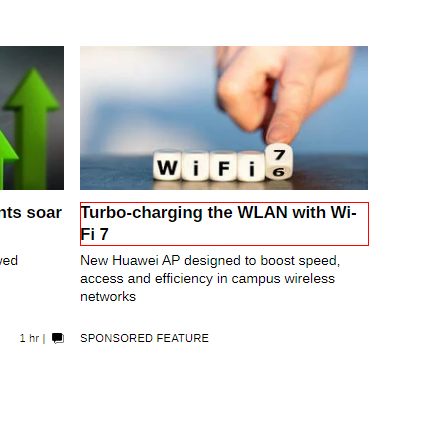 WiFi 7
6
nts soar
Turbo-charging the WLAN with Wi-
Fi 7
ved
New Huawei AP designed to boost speed,
access and efficiency in campus wireless
networks
1 hr |
SPONSORED FEATURE